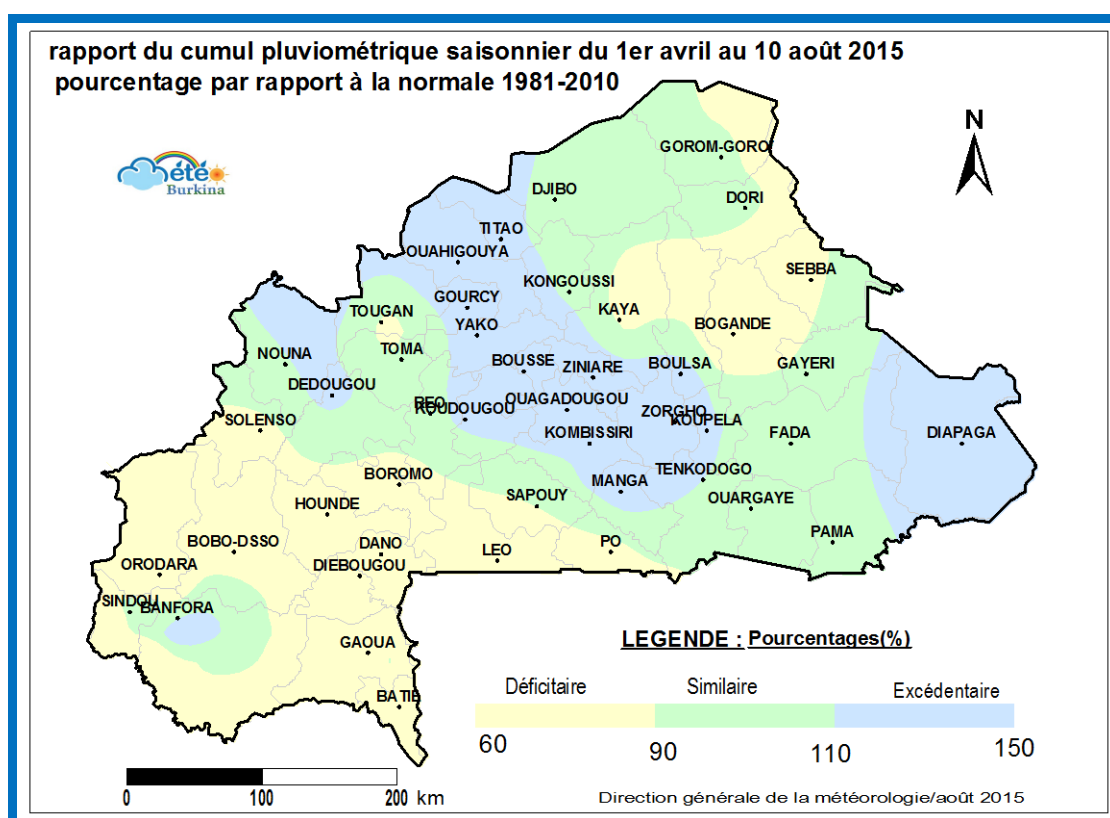 rapport du cumul pluviométrique saisonnier du 1er avril au 10 août 2015
pourcentage par rapport à la normale 1981-2010
N
été
Burkina
GOROM-GORO
DJIBO
DORI
TITAO
OUAHIGOUYA
SEBBA
KONGOUSSI
GOURCY
KAYA
TOUGAN
YAKO
BOGANDE
NOUNA
TOMA
BOUSSE
ZINIARE
BOULSA
GAYERI
DEDOUGOU
REO
KOUDOUGOU
OUAGADOUGOU
ZORGHO
KOUPELA
SOLENSO
KOMBISSIRI
FADA
DIAPAGA
BOROMO
TENKODOGO
MANGA
HOUNDE
SAPOUY
OUARGAYE
PAMA
BOBO-DSSO
DANO
LEO
PO
ORODARA
DIEBOUGOU
SINDOU
BANFORA
GAOUA
BATIE
LEGENDE : Pourcentages(%)
Déficitaire Similaire Excédentaire
60 90 110 150
0 100 200 km
Direction générale de la météorologie/août 2015